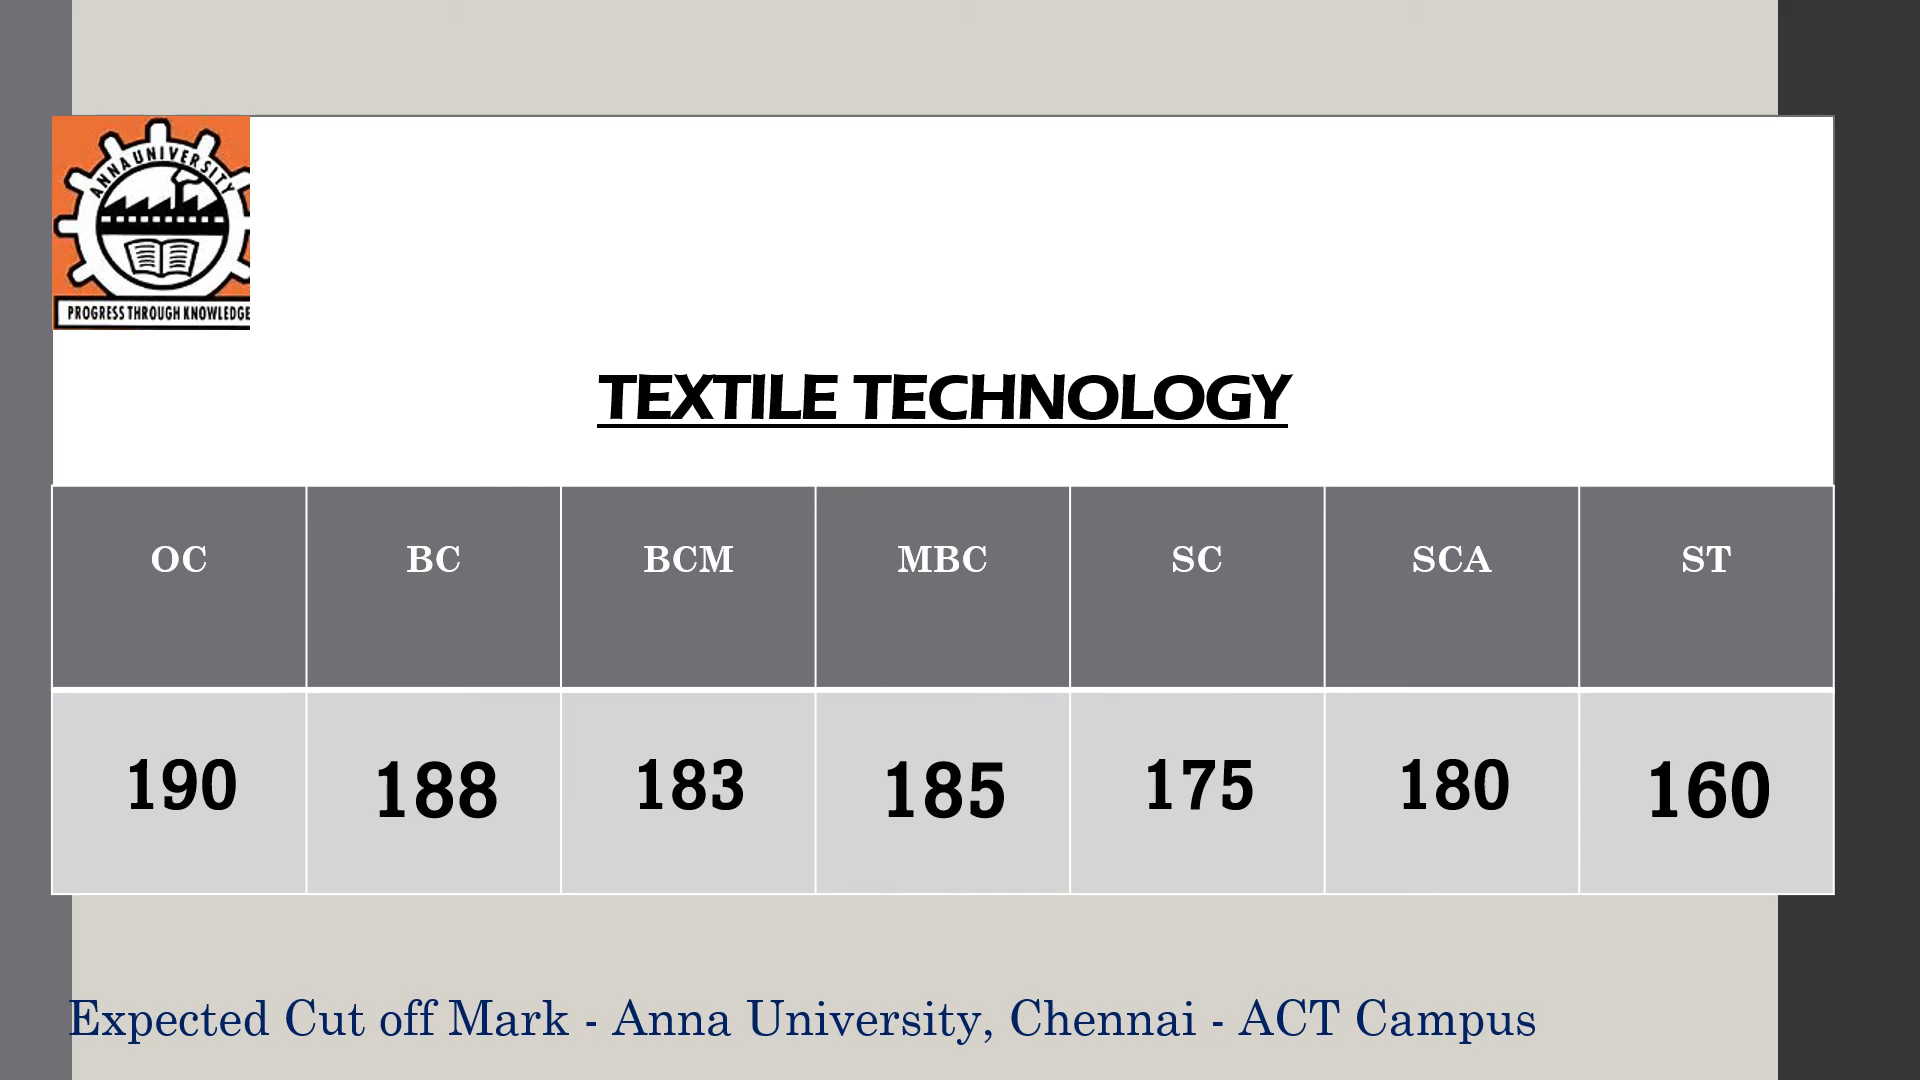 ANNA UNIVERSITY
PROGRESS THROUGH KNOWLEDGE
TEXTILE TECHNOLOGY
OC BC BCM MBC SC SCA ST
190 188 183 185 175 180 160
Expected Cut off Mark - Anna University, Chennai - ACT Campus